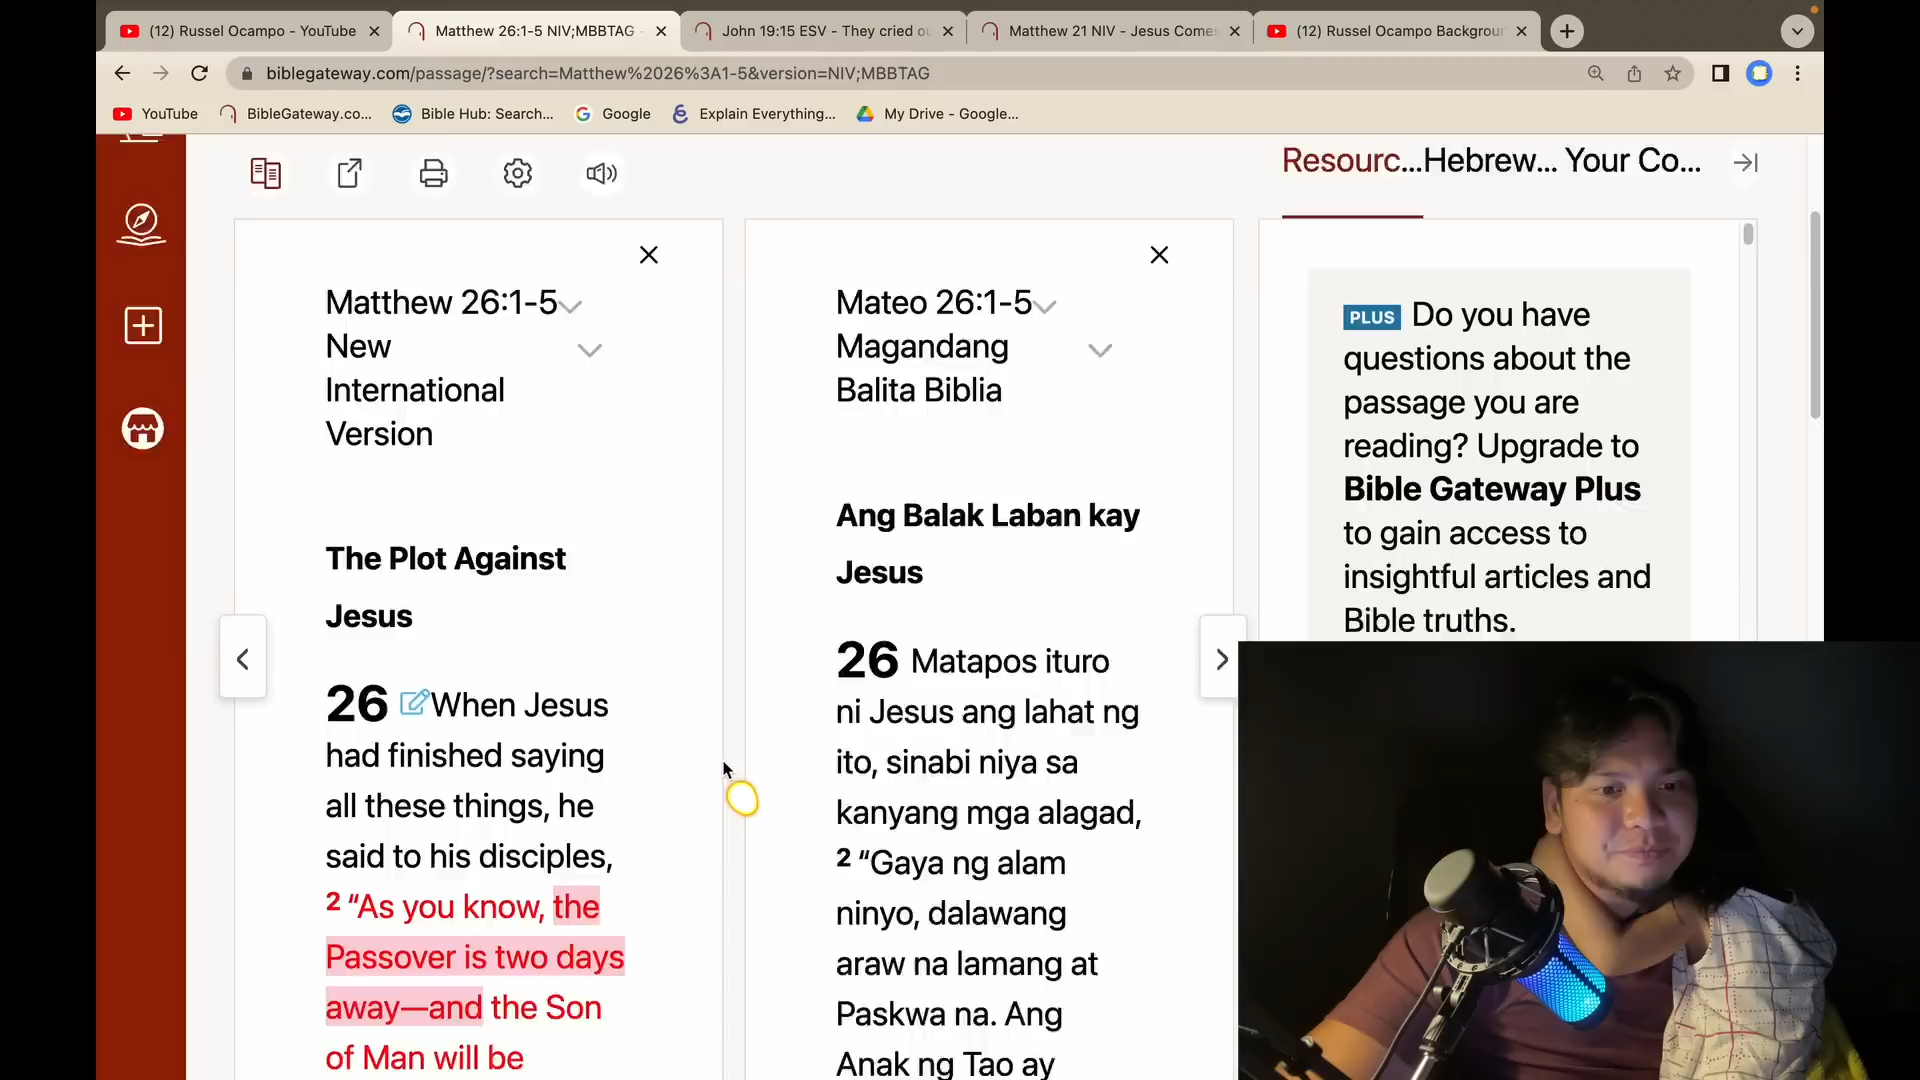 (12) Russel Ocampo - YouTube
Matthew 26:1-5 NIV;MBBTAG -
John 19:15 ESV - They cried ou
Matthew 21 NIV - Jesus Comes
(12) Russel Ocampo Backgroun
biblegateway.com/passage/?search=Matthew%2026%3A1-5&version=NIV;MBBTAG
YouTube
BibleGateway.co...
Bible Hub: Search...
Google
Explain Everything...
My Drive - Google...
Resourc...
Hebrew...
Your Co...
Matthew 26:1-5
New
International
Version
The Plot Against
Jesus
26 When Jesus
had finished saying
all these things, he
said to his disciples,
2 “As you know, the
Passover is two days
away—and the Son
of Man will be
Mateo 26:1-5
Magandang
Balita Biblia
Ang Balak Laban kay
Jesus
26 Matapos ituro
ni Jesus ang lahat ng
ito, sinabi niya sa
kanyang mga alagad,
2 “Gaya ng alam
ninyo, dalawang
araw na lamang at
Paskwa na. Ang
Anak ng Tao ay
PLUS Do you have
questions about the
passage you are
reading? Upgrade to
Bible Gateway Plus
to gain access to
insightful articles and
Bible truths.